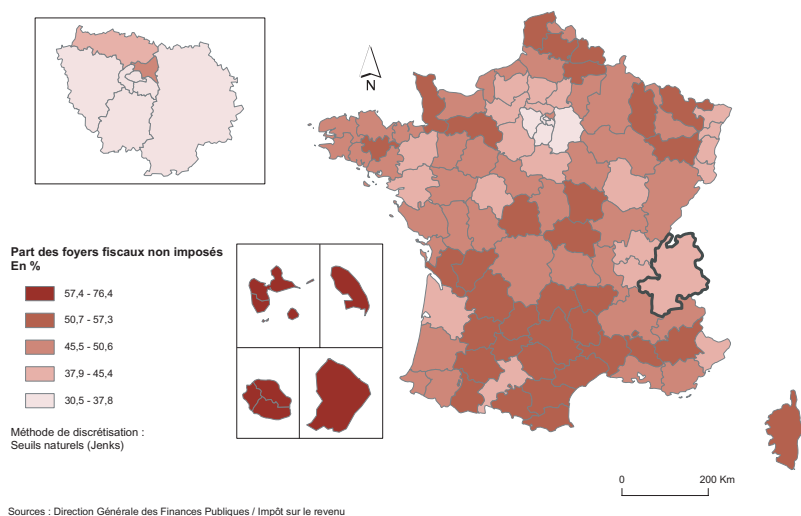 N
Part des foyers fiscaux non imposés
En %
57,4 - 76,4
50,7 - 57,3
45,5 - 50,6
37,9 - 45,4
30,5 - 37,8
Méthode de discrétisation :
Seuils naturels (Jenks)
0 200 Km
Sources : Direction Générale des Finances Publiques / Impôt sur le revenu